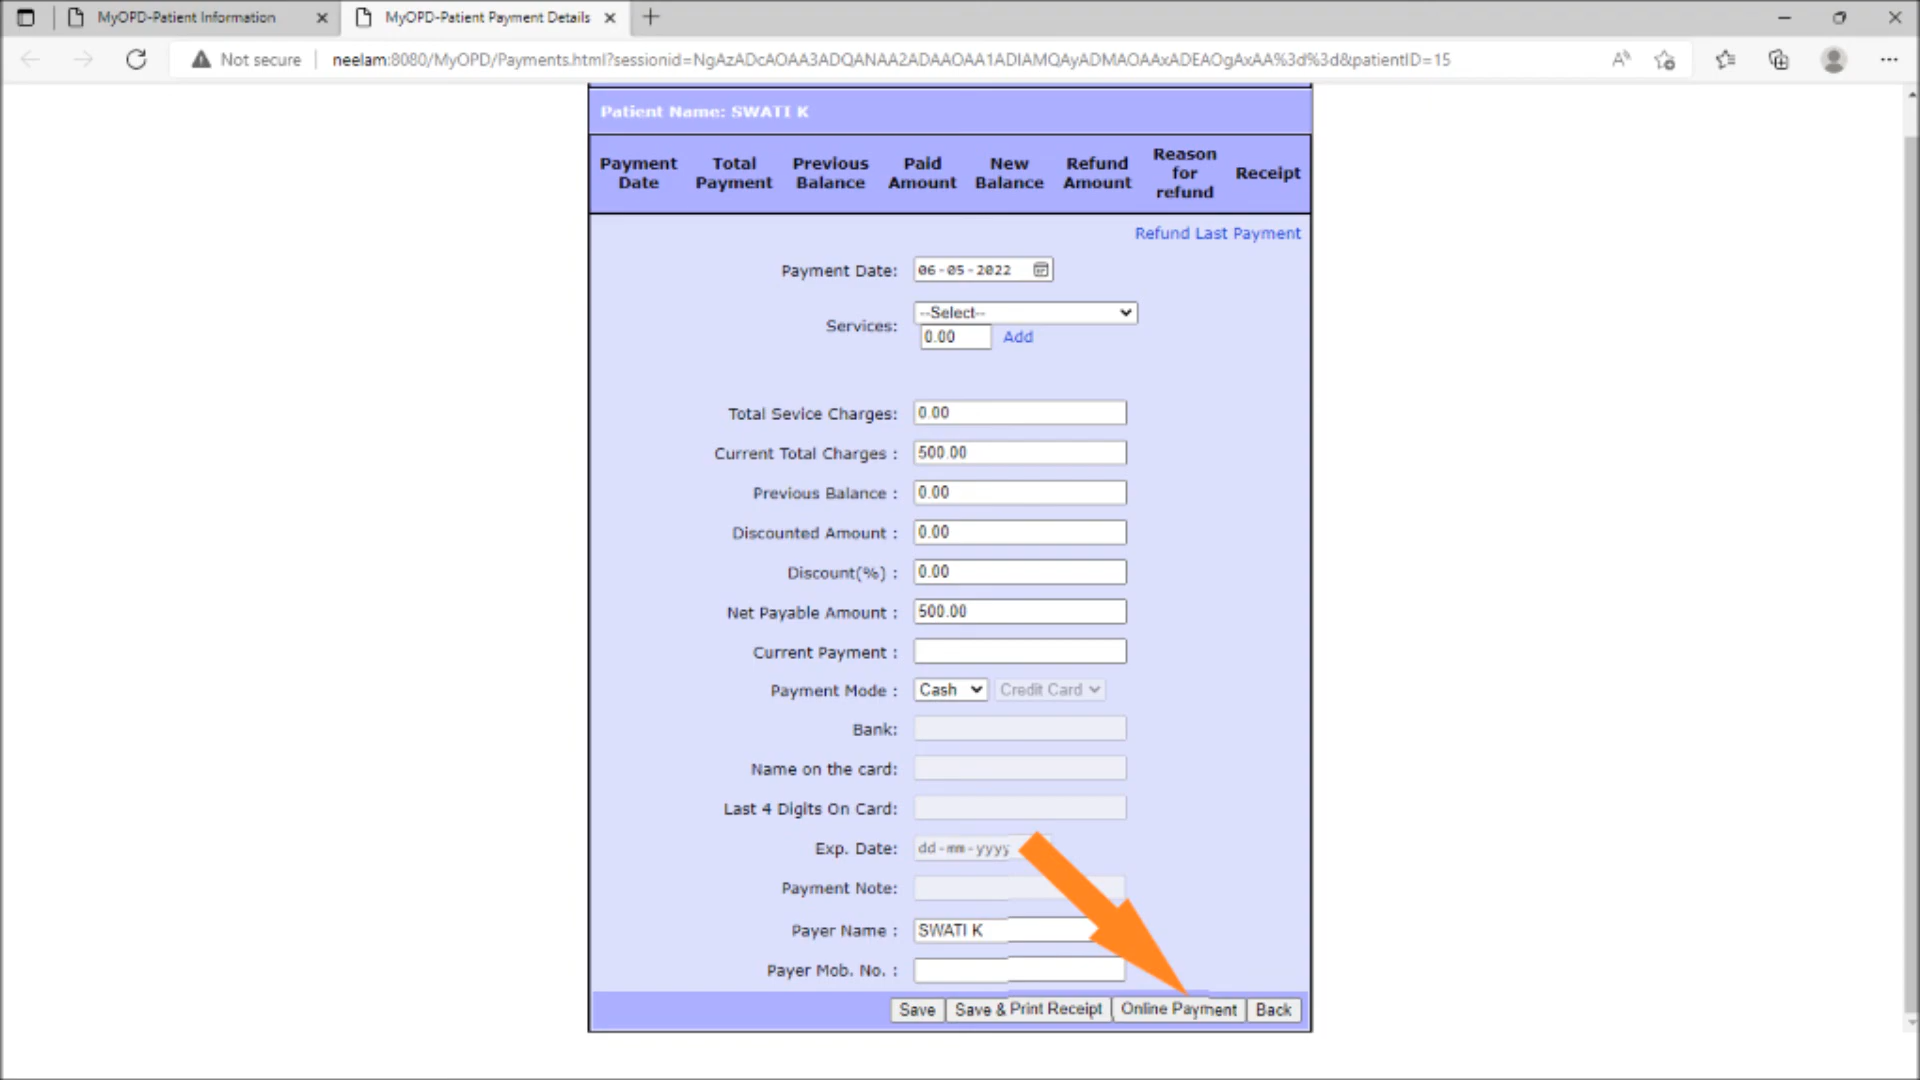 MyOPD-Patient Information
MyOPD-Patient Payment Details
Not secure
neelam:8080/MyOPD/Payments.html?sessionid=NgAzADcAOAA3ADQANAA2ADAAOAA1ADIAMQAyADMAOAAxADEAOgAxAA%3d%3d&patientID=15
Patient Name: SWATI K
Payment Date Total Payment Previous Balance Paid Amount New Balance Refund Amount Reason for refund Receipt
Refund Last Payment
Payment Date: 06-05-2022
Services: --Select--
0.00 Add
Total Sevice Charges: 0.00
Current Total Charges : 500.00
Previous Balance : 0.00
Discounted Amount : 0.00
Discount(%) : 0.00
Net Payable Amount : 500.00
Current Payment :
Payment Mode : Cash Credit Card
Bank:
Name on the card:
Last 4 Digits On Card:
Exp. Date: dd-mm-yyyy
Payment Note:
Payer Name : SWATI K
Payer Mob. No. :
Save Save & Print Receipt Online Payment Back